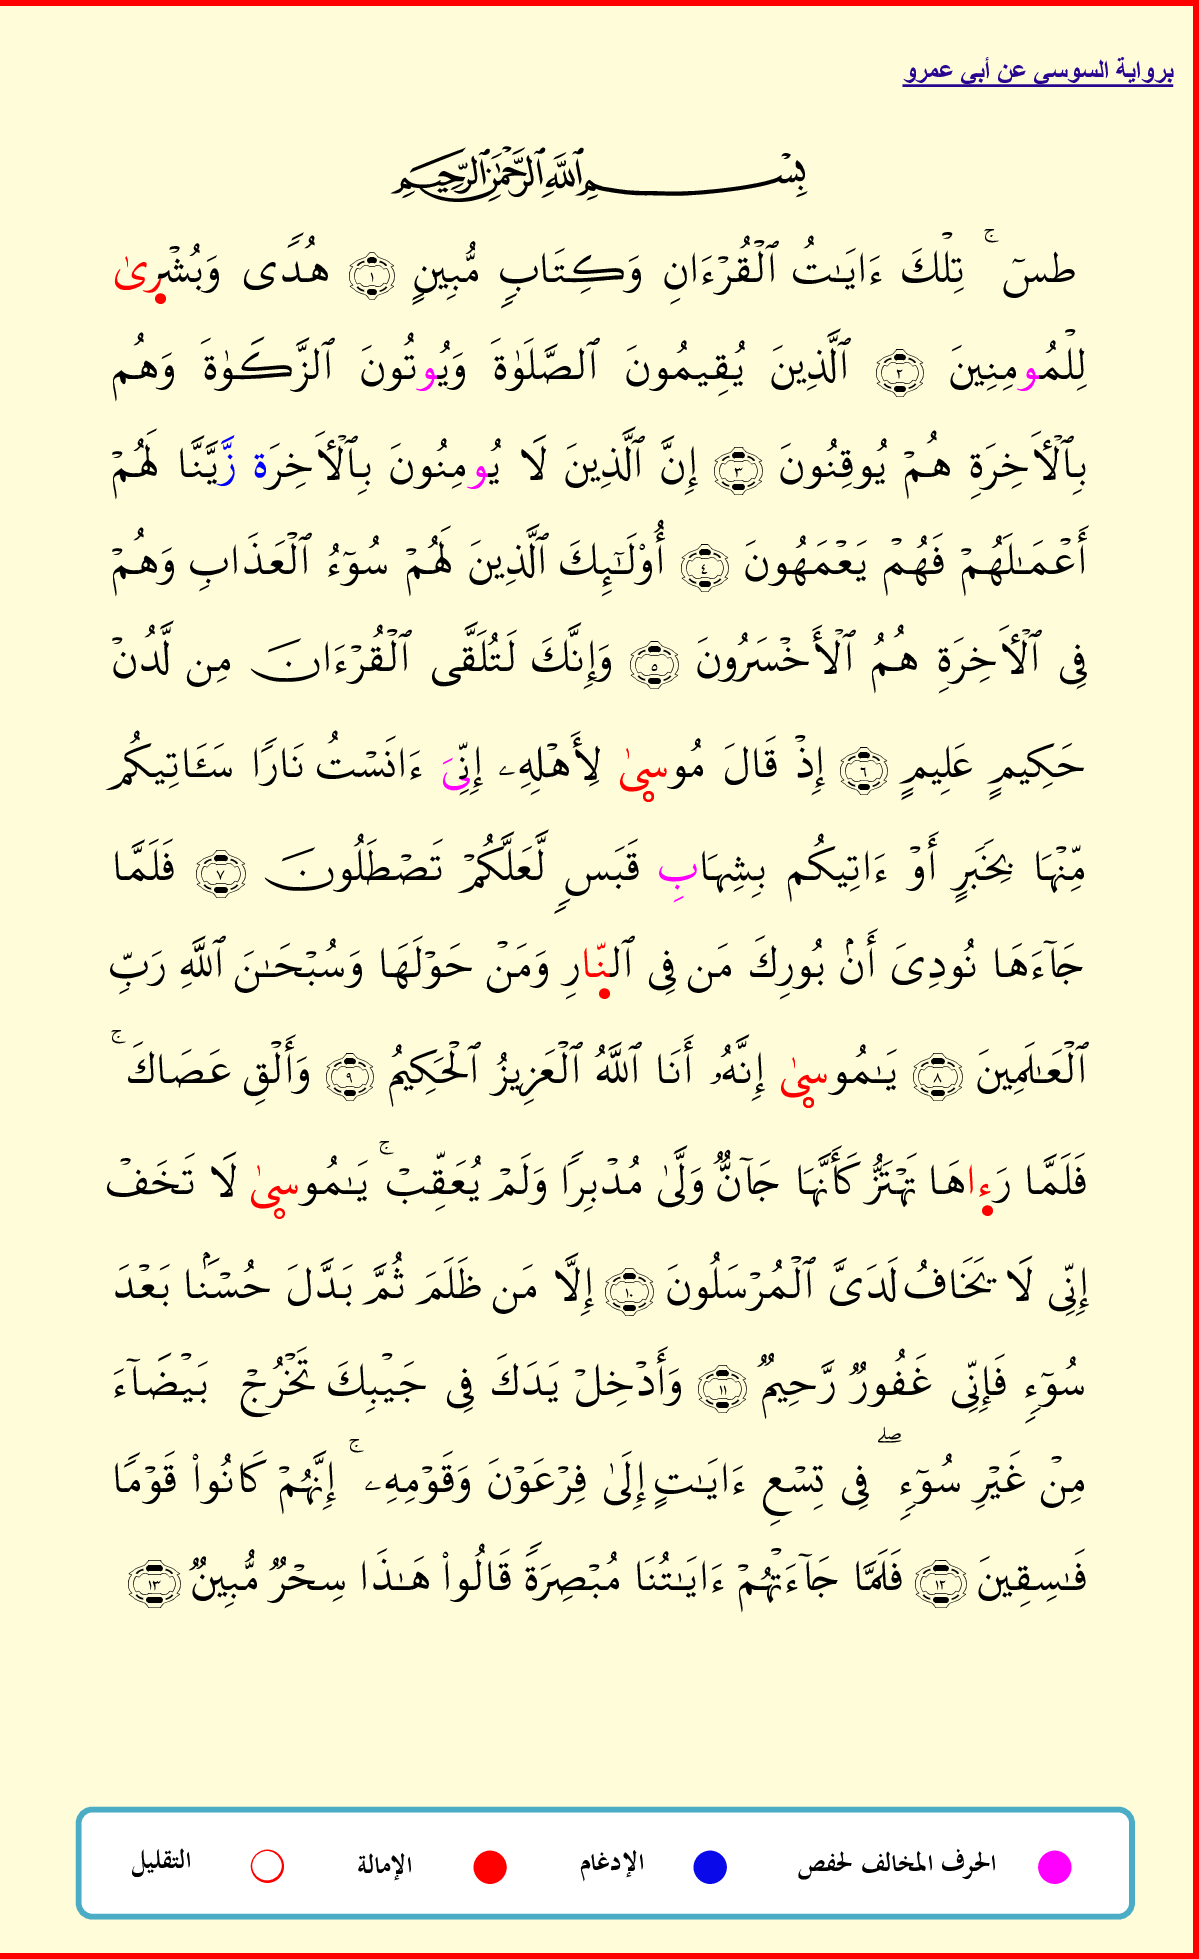 برواية السوسي عن أبي عمرو
بِسْمِ ٱللَّهِ ٱلرَّحْمَٰنِ ٱلرَّحِيمِ
طسٓ ۚ تِلْكَ ءَايَٰتُ ٱلْقُرْءَانِ وَكِتَابٍ مُّبِينٍ ١ هُدًى وَبُشْرِىٰ
لِلْمُومِنِينَ ٢ ٱلَّذِينَ يُقِيمُونَ ٱلصَّلَوٰةَ وَيُوتُونَ ٱلزَّكَوٰةَ وَهُم
بِٱلْأَخِرَةِ هُمْ يُوقِنُونَ ٣ إِنَّ ٱلَّذِينَ لَا يُومِنُونَ بِٱلْأَخِرَة زَّيَّنَّا لَهُمْ
أَعْمَٰلَهُمْ فَهُمْ يَعْمَهُونَ ٤ أُوْلَٰٓئِكَ ٱلَّذِينَ لَهُمْ سُوٓءُ ٱلْعَذَابِ وَهُمْ
فِى ٱلْأَخِرَةِ هُمُ ٱلْأَخْسَرُونَ ٥ وَإِنَّكَ لَتُلَقَّى ٱلْقُرْءَانَ مِن لَّدُنْ
حَكِيمٍ عَلِيمٍ ٦ إِذْ قَالَ مُوسِىٰ لِأَهْلِهِۦ إِنِّىَ ءَانَسْتُ نَارًا سَـَٔاتِيكُم
مِّنْهَا بِخَبَرٍ أَوْ ءَاتِيكُم بِشِهَابِ قَبَسٍ لَّعَلَّكُمْ تَصْطَلُونَ ٧ فَلَمَّا
جَآءَهَا نُودِىَ أَنۢ بُورِكَ مَن فِى ٱلنِّارِ وَمَنْ حَوْلَهَا وَسُبْحَٰنَ ٱللَّهِ رَبِّ
ٱلْعَٰلَمِينَ ٨ يَٰمُوسِىٰ إِنَّهُۥ أَنَا ٱللَّهُ ٱلْعَزِيزُ ٱلْحَكِيمُ ٩ وَأَلْقِ عَصَاكَ ۚ
فَلَمَّا رَءِاهَا تَهْتَزُّ كَأَنَّهَا جَآنٌّ وَلَّىٰ مُدْبِرًا وَلَمْ يُعَقِّبْ ۚ يَٰمُوسِىٰ لَا تَخَفْ
إِنِّى لَا يَخَافُ لَدَىَّ ٱلْمُرْسَلُونَ ١٠ إِلَّا مَن ظَلَمَ ثُمَّ بَدَّلَ حُسْنَۢا بَعْدَ
سُوٓءٍ فَإِنِّى غَفُورٌ رَّحِيمٌ ١١ وَأَدْخِلْ يَدَكَ فِى جَيْبِكَ تَخْرُجْ بَيْضَآءَ
مِنْ غَيْرِ سُوٓءٍ ۖ فِى تِسْعِ ءَايَٰتٍ إِلَىٰ فِرْعَوْنَ وَقَوْمِهِۦ ۚ إِنَّهُمْ كَانُواْ قَوْمًا
فَٰسِقِينَ ١٢ فَلَمَّا جَآءَتْهُمْ ءَايَٰتُنَا مُبْصِرَةً قَالُواْ هَٰذَا سِحْرٌ مُّبِينٌ ١٣
الحرف المخالف لحفص الإدغام الإمالة التقليل